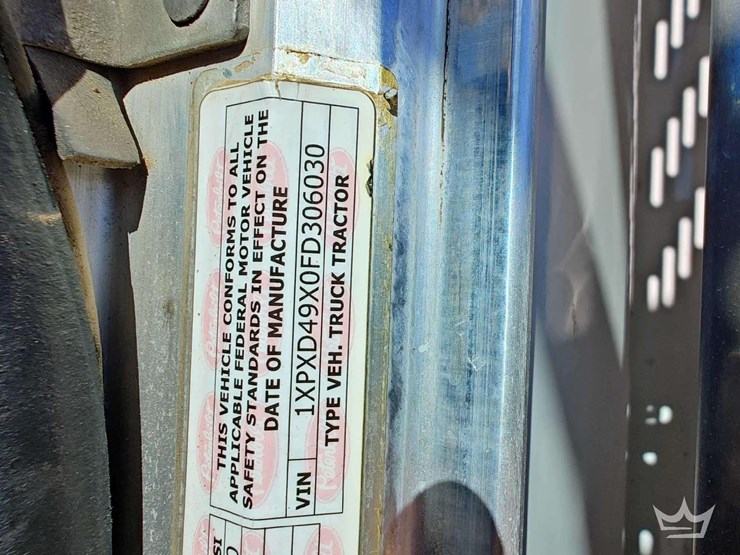 THIS VEHICLE CONFORMS TO ALL
APPLICABLE FEDERAL MOTOR VEHICLE
SAFETY STANDARDS IN EFFECT ON THE
DATE OF MANUFACTURE
VIN 1XPXD49X0FD306030
TYPE VEH. TRUCK TRACTOR
SI